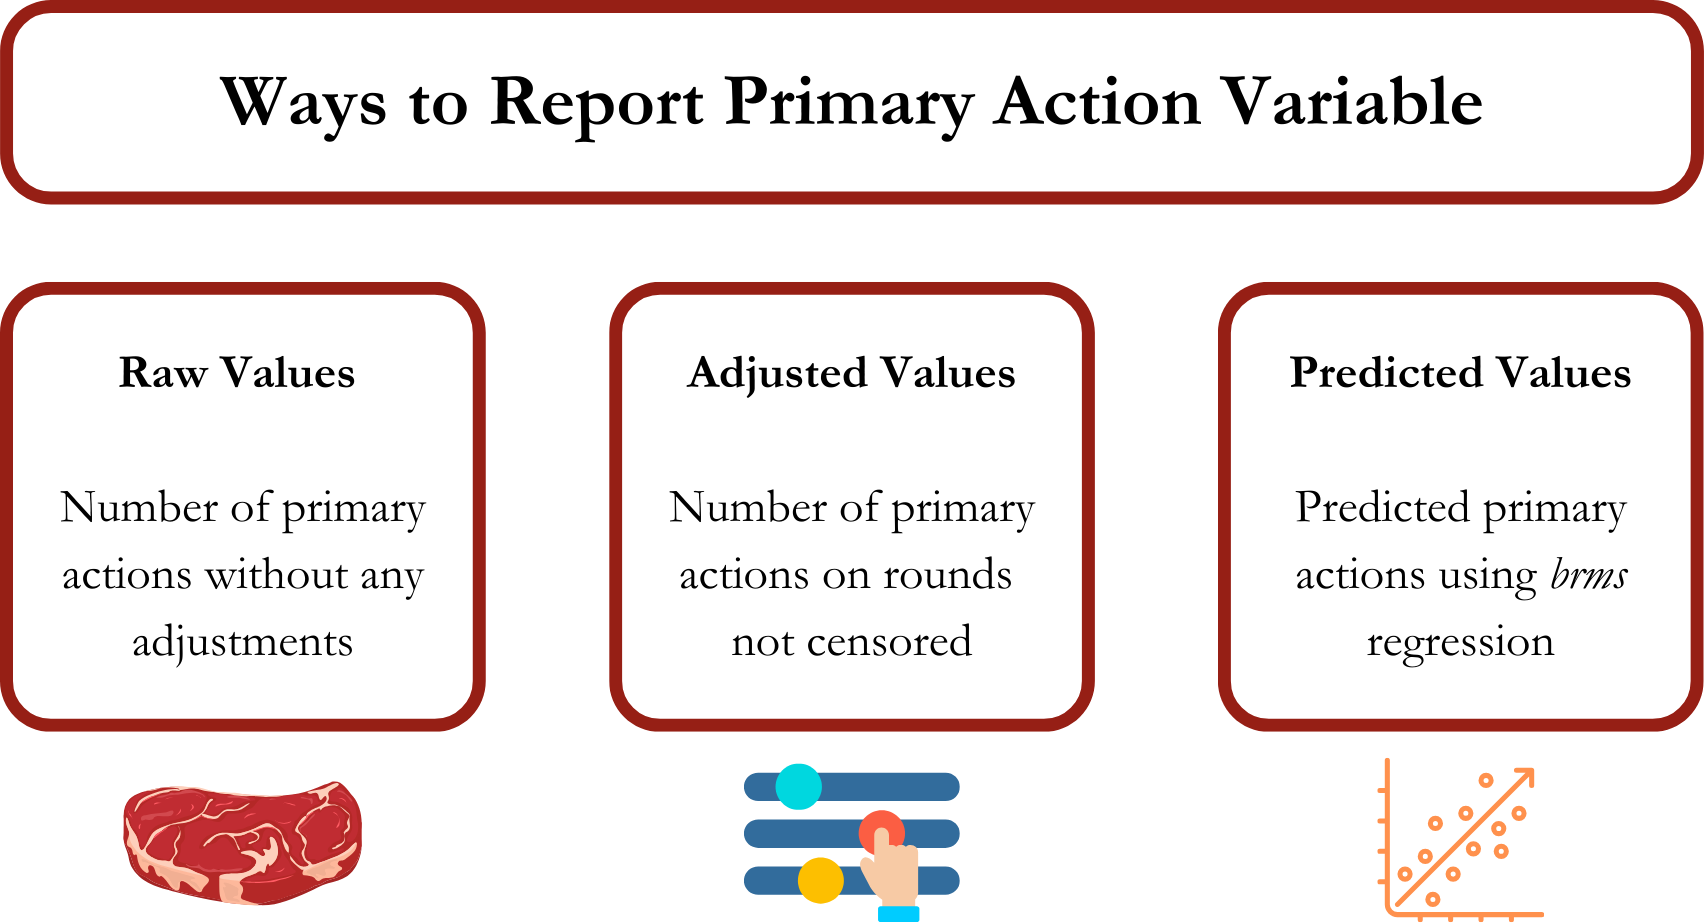 Ways to Report Primary Action Variable
Raw Values
Number of primary
actions without any
adjustments
Adjusted Values
Number of primary
actions on rounds
not censored
Predicted Values
Predicted primary
actions using brms
regression